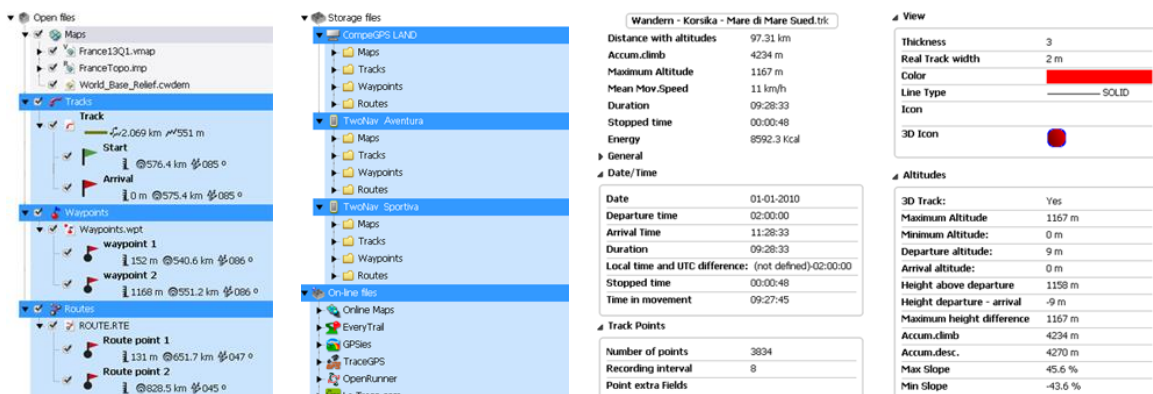 Open files
Maps
France13Q1.vmap
FranceTopo.imp
World_Base_Relief.cwdem
Tracks
Track
2.069 km 551 m
Start
576.4 km 085 º
Arrival
0 m 575.4 km 085 º
Waypoints
Waypoints.wpt
waypoint 1
152 m 540.6 km 086 º
waypoint 2
1168 m 551.2 km 086 º
Routes
ROUTE.RTE
Route point 1
131 m 651.7 km 047 º
Route point 2
828.5 km 045 º
Storage files
CompeGPS LAND
Maps
Tracks
Waypoints
Routes
TwoNav Aventura
Maps
Tracks
Waypoints
Routes
TwoNav Sportiva
Maps
Tracks
Waypoints
Routes
On-line files
Online Maps
EveryTrail
GPSies
TraceGPS
OpenRunner
Wandern - Korsika - Mare di Mare Sued.trk
Distance with altitudes 97.31 km
Accum.climb 4234 m
Maximum Altitude 1167 m
Mean Mov.Speed 11 km/h
Duration 09:28:33
Stopped time 00:00:48
Energy 8592.3 Kcal
General
Date/Time
Date 01-01-2010
Departure time 02:00:00
Arrival Time 11:28:33
Duration 09:28:33
Local time and UTC difference: (not defined)-02:00:00
Stopped time 00:00:48
Time in movement 09:27:45
Track Points
Number of points 3834
Recording interval 8
Point extra Fields
View
Thickness 3
Real Track width 2 m
Color
Line Type SOLID
Icon
3D Icon
Altitudes
3D Track: Yes
Maximum Altitude 1167 m
Minimum Altitude: 0 m
Departure altitude: 9 m
Arrival altitude: 0 m
Height above departure 1158 m
Height departure - arrival -9 m
Maximum height difference 1167 m
Accum.climb 4234 m
Accum.desc. 4270 m
Max Slope 45.6 %
Min Slope -43.6 %